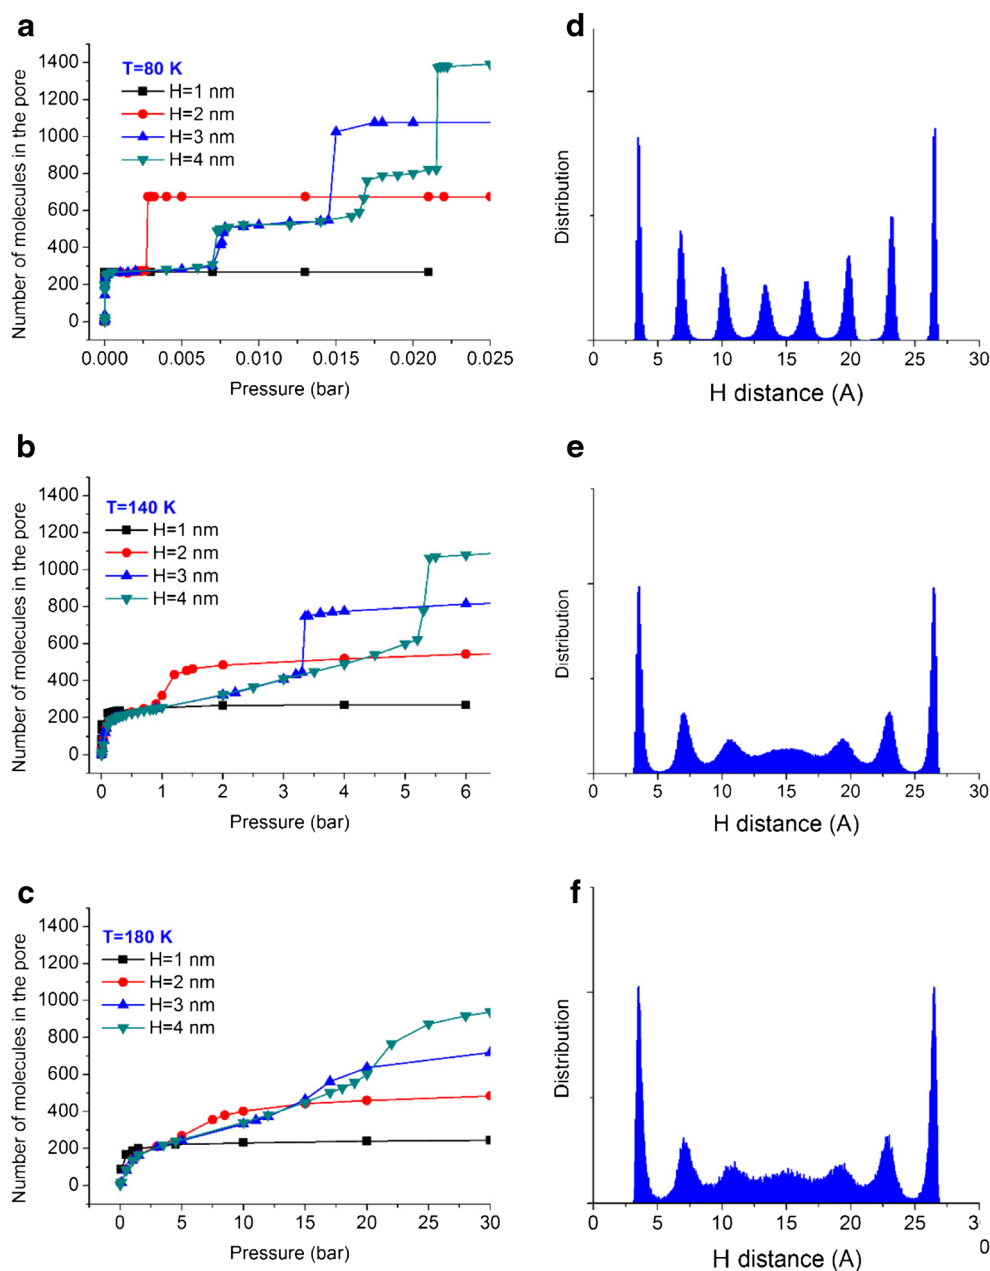 a
Number of molecules in the pore
1400
1200
1000
800
600
400
200
0
T=80 K
H=1 nm
H=2 nm
H=3 nm
H=4 nm
0.000 0.005 0.010 0.015 0.020 0.025
Pressure (bar)
d
Distribution
0 5 10 15 20 25 30
H distance (A)
b
Number of molecules in the pore
1400
1200
1000
800
600
400
200
0
T=140 K
H=1 nm
H=2 nm
H=3 nm
H=4 nm
0 1 2 3 4 5 6
Pressure (bar)
e
Distribution
0 5 10 15 20 25 30
H distance (A)
c
Number of molecules in the pore
1400
1200
1000
800
600
400
200
0
T=180 K
H=1 nm
H=2 nm
H=3 nm
H=4 nm
0 5 10 15 20 25 30
Pressure (bar)
f
Distribution
0 5 10 15 20 25 3(
0
H distance (A)